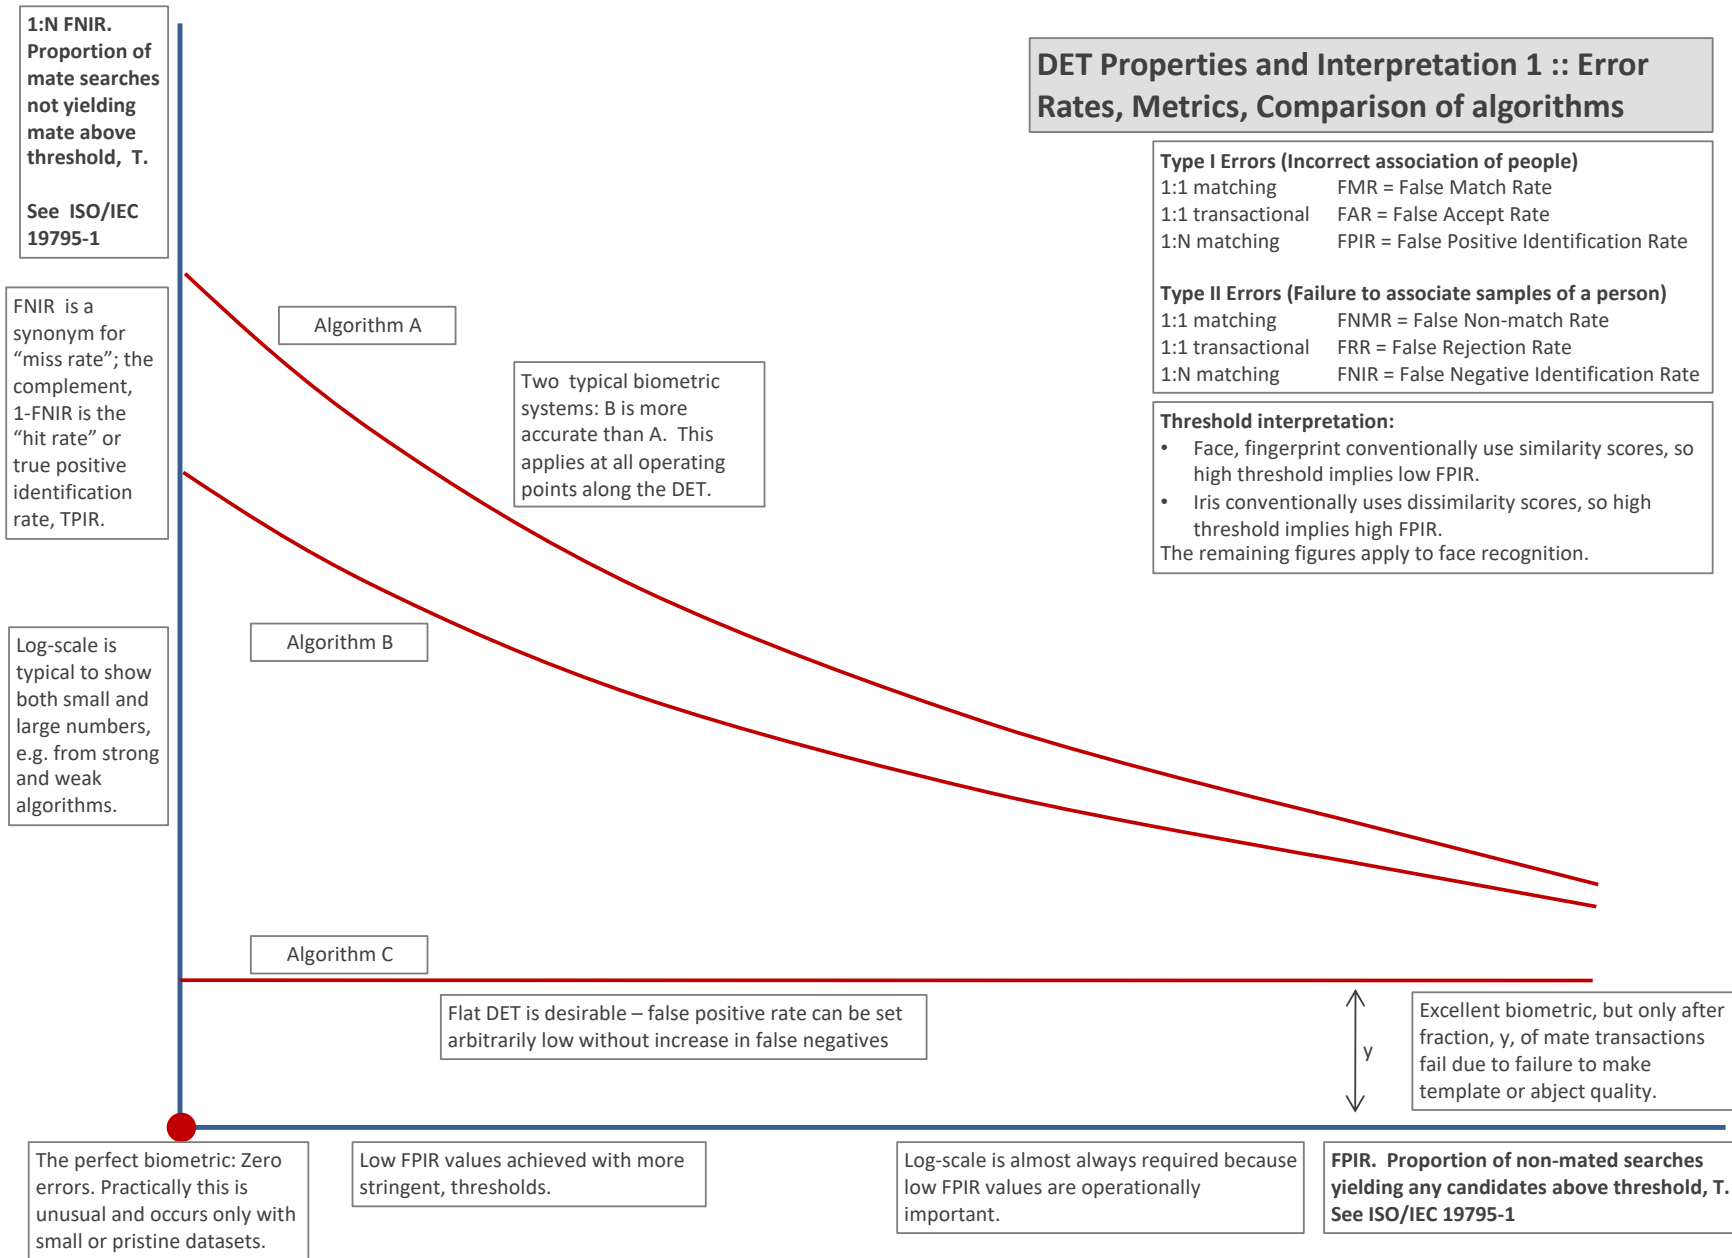 1:N FNIR.
Proportion of
mate searches
not yielding
mate above
threshold, T.
See ISO/IEC
19795-1
DET Properties and Interpretation 1 :: Error
Rates, Metrics, Comparison of algorithms
Type I Errors (Incorrect association of people)
1:1 matching FMR = False Match Rate
1:1 transactional FAR = False Accept Rate
1:N matching FPIR = False Positive Identification Rate
Type II Errors (Failure to associate samples of a person)
1:1 matching FNMR = False Non-match Rate
1:1 transactional FRR = False Rejection Rate
1:N matching FNIR = False Negative Identification Rate
FNIR is a
synonym for
“miss rate”; the
complement,
1-FNIR is the
“hit rate” or
true positive
identification
rate, TPIR.
Algorithm A
Two typical biometric
systems: B is more
accurate than A. This
applies at all operating
points along the DET.
Threshold interpretation:
• Face, fingerprint conventionally use similarity scores, so
high threshold implies low FPIR.
• Iris conventionally uses dissimilarity scores, so high
threshold implies high FPIR.
The remaining figures apply to face recognition.
Algorithm B
Log-scale is
typical to show
both small and
large numbers,
e.g. from strong
and weak
algorithms.
Algorithm C
Flat DET is desirable – false positive rate can be set
arbitrarily low without increase in false negatives
y
Excellent biometric, but only after
fraction, y, of mate transactions
fail due to failure to make
template or abject quality.
The perfect biometric: Zero
errors. Practically this is
unusual and occurs only with
small or pristine datasets.
Low FPIR values achieved with more
stringent, thresholds.
Log-scale is almost always required because
low FPIR values are operationally
important.
FPIR. Proportion of non-mated searches
yielding any candidates above threshold, T.
See ISO/IEC 19795-1